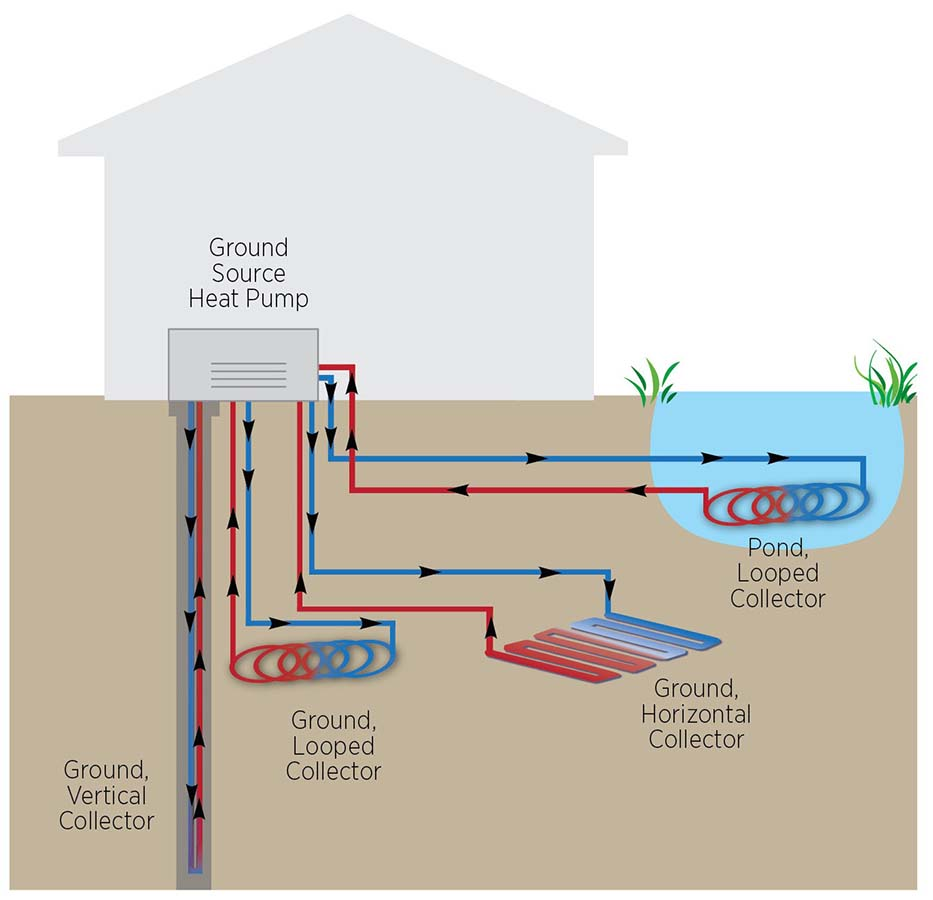 Ground
Source
Heat Pump
Pond,
Looped
Collector
Ground,
Horizontal
Collector
Ground,
Looped
Collector
Ground,
Vertical
Collector